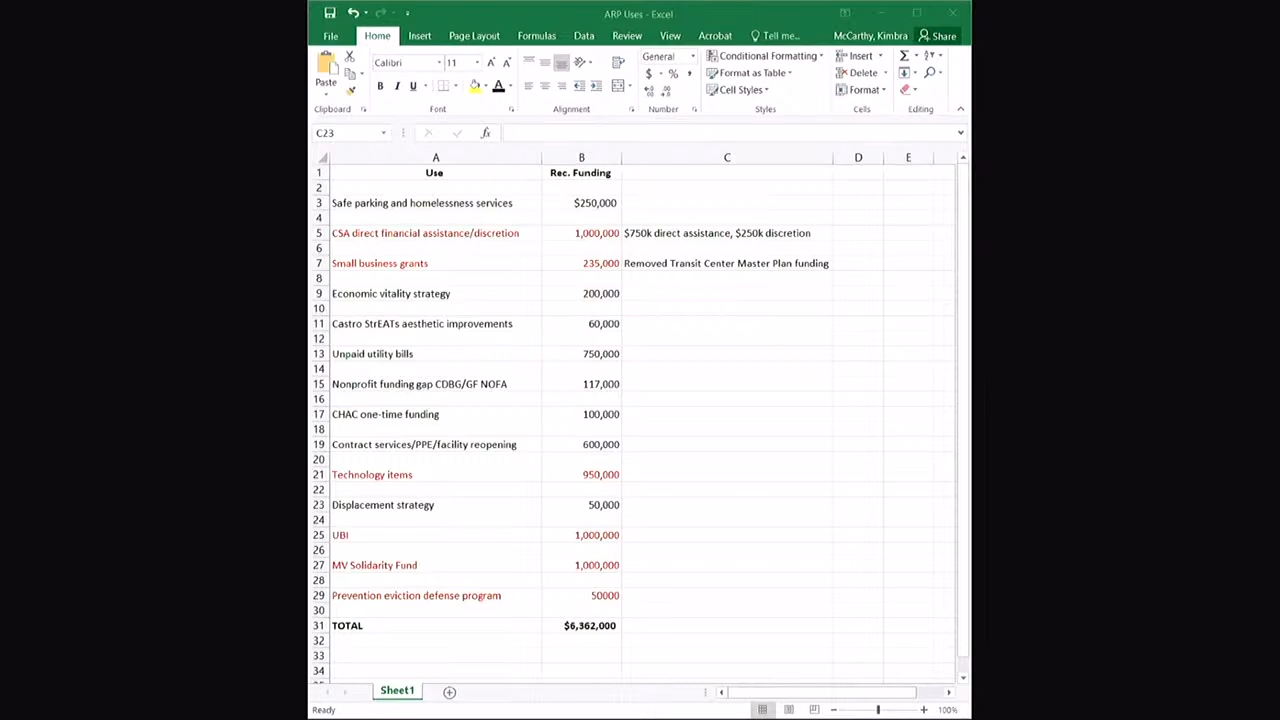 ARP Uses - Excel
File Home Insert Page Layout Formulas Data Review View Acrobat Tell me... McCarthy, Kimbra Share
Paste
Clipboard
Calibri 11
B I U
Font
Alignment
General
$ % ,
Number
Conditional Formatting
Format as Table
Cell Styles
Styles
Insert
Delete
Format
Cells
Editing
C23 fx
A B C D E
1 Use Rec. Funding
2
3 Safe parking and homelessness services $250,000
4
5 CSA direct financial assistance/discretion 1,000,000 $750k direct assistance, $250k discretion
6
7 Small business grants 235,000 Removed Transit Center Master Plan funding
8
9 Economic vitality strategy 200,000
10
11 Castro StrEATs aesthetic improvements 60,000
12
13 Unpaid utility bills 750,000
14
15 Nonprofit funding gap CDBG/GF NOFA 117,000
16
17 CHAC one-time funding 100,000
18
19 Contract services/PPE/facility reopening 600,000
20
21 Technology items 950,000
22
23 Displacement strategy 50,000
24
25 UBI 1,000,000
26
27 MV Solidarity Fund 1,000,000
28
29 Prevention eviction defense program 50000
30
31 TOTAL $6,362,000
32
33
34
Sheet1
Ready 100%